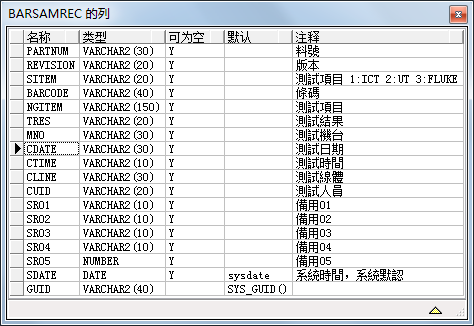 BARSAMREC 的列
名称 类型 可为空 默认 注释
PARTNUM VARCHAR2(30) Y 料號
REVISION VARCHAR2(20) Y 版本
SITEM VARCHAR2(20) Y 測試項目 1:ICT 2:UT 3:FLUKE
BARCODE VARCHAR2(40) Y 條碼
NGITEM VARCHAR2(150) Y 測試項目
TRES VARCHAR2(20) Y 測試結果
MNO VARCHAR2(30) Y 測試機台
CDATE VARCHAR2(30) Y 測試日期
CTIME VARCHAR2(10) Y 測試時間
CLINE VARCHAR2(30) Y 測試線體
CUID VARCHAR2(20) Y 測試人員
SR01 VARCHAR2(10) Y 備用01
SR02 VARCHAR2(10) Y 備用02
SR03 VARCHAR2(10) Y 備用03
SR04 VARCHAR2(10) Y 備用04
SR05 NUMBER Y 備用05
SDATE DATE Y sysdate 系統時間，系統默認
GUID VARCHAR2(40) SYS_GUID()